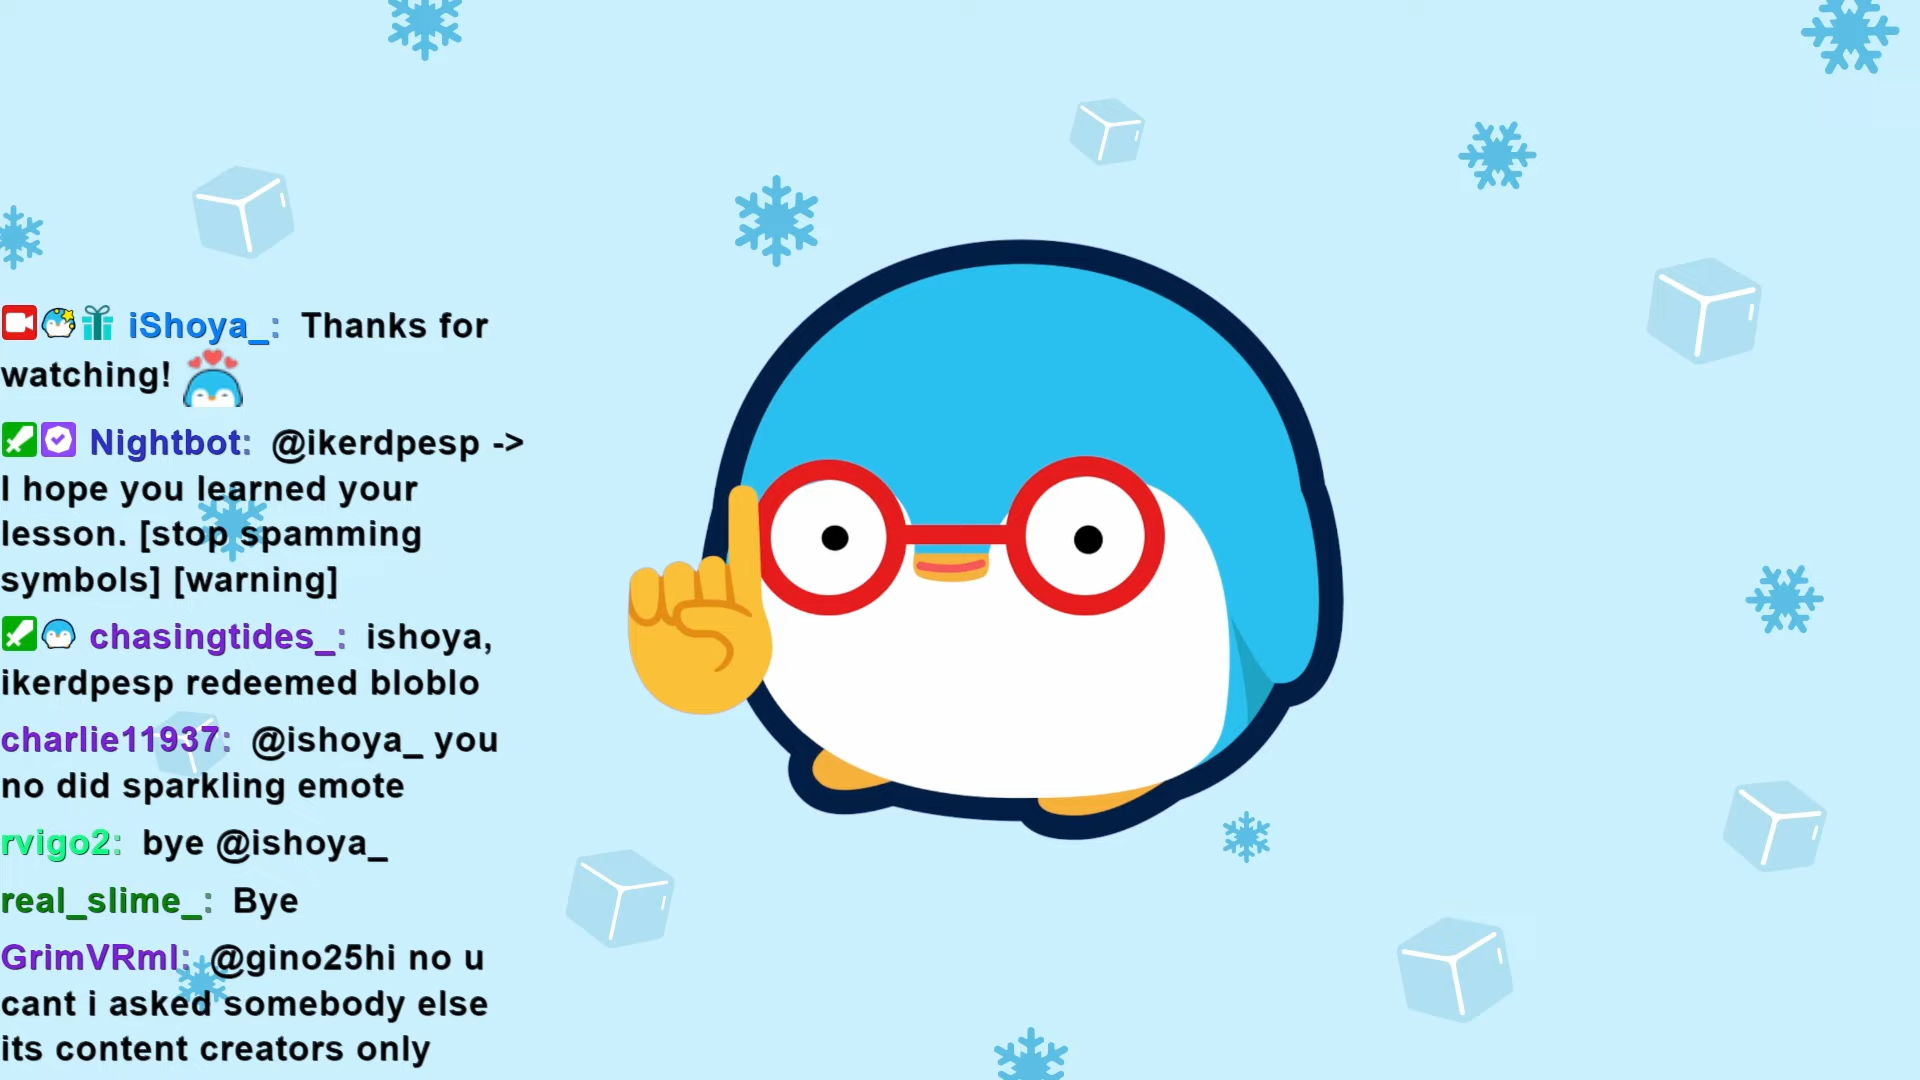 iShoya_: Thanks for
watching!
Nightbot: @ikerdpesp ->
I hope you learned your
lesson. [stop spamming
symbols] [warning]
chasingtides_: ishoya,
ikerdpesp redeemed bloblo
charlie11937: @ishoya_ you
no did sparkling emote
rvigo2: bye @ishoya_
real_slime_: Bye
GrimVRml: @gino25hi no u
cant i asked somebody else
its content creators only